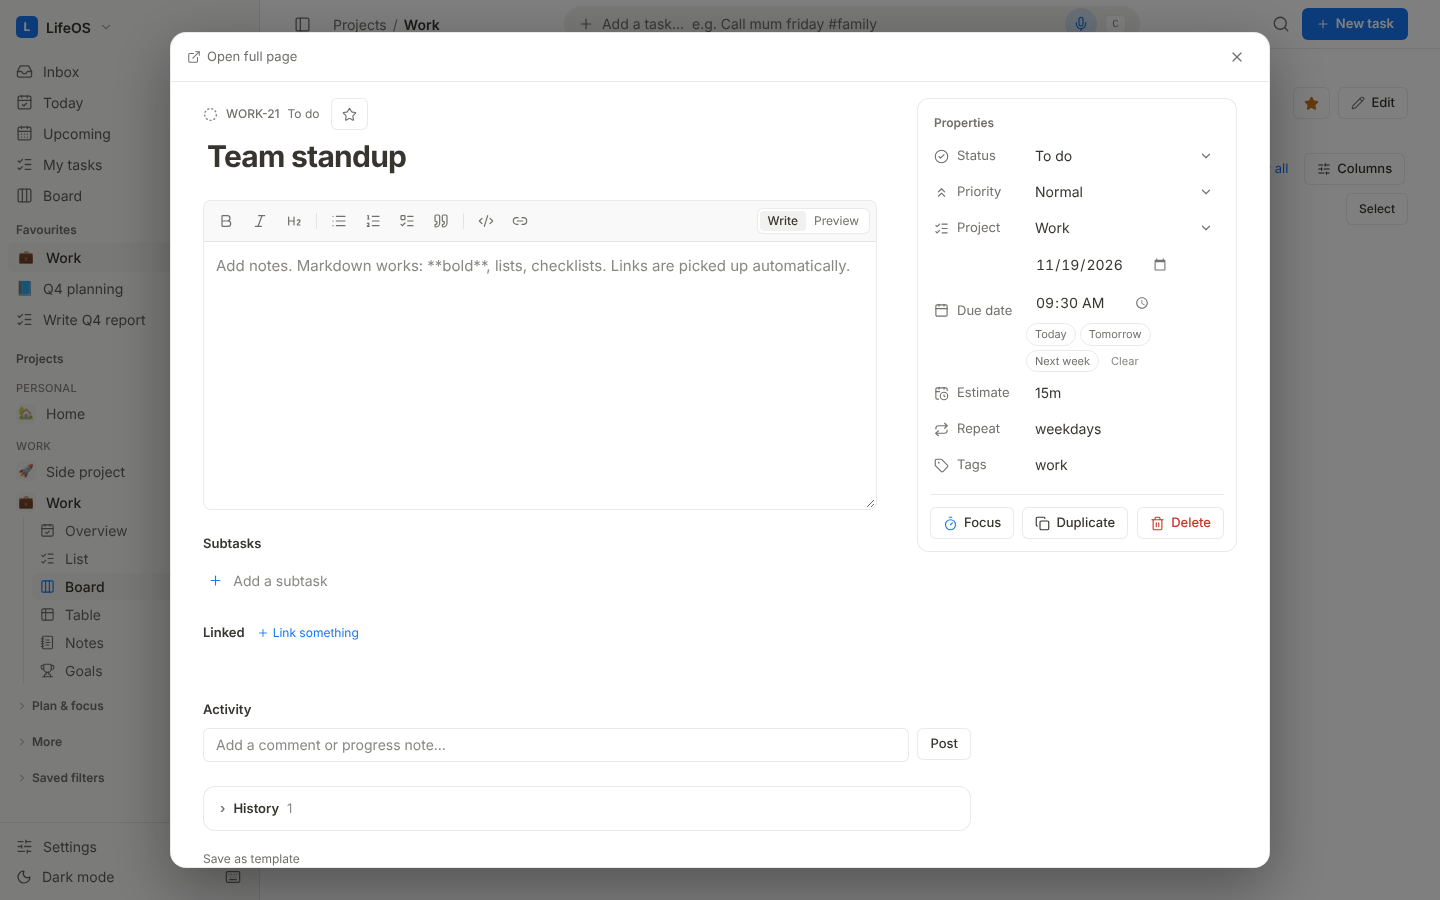 LifeOS
Projects / Work
Add a task... e.g. Call mum friday #family
C
New task
Inbox
Today
Upcoming
My tasks
Board
Favourites
Work
Q4 planning
Write Q4 report
Projects
PERSONAL
Home
WORK
Side project
Work
Overview
List
Board
Table
Notes
Goals
Plan & focus
More
Saved filters
Settings
Dark mode
Edit
all
Columns
Select
Open full page
WORK-21 To do
Team standup
B I H2
Write Preview
Add notes. Markdown works: **bold**, lists, checklists. Links are picked up automatically.
Subtasks
Add a subtask
Linked + Link something
Activity
Add a comment or progress note...
Post
History 1
Save as template
Properties
Status To do
Priority Normal
Project Work
11/19/2026
Due date 09:30 AM
Today Tomorrow
Next week Clear
Estimate 15m
Repeat weekdays
Tags work
Focus Duplicate Delete